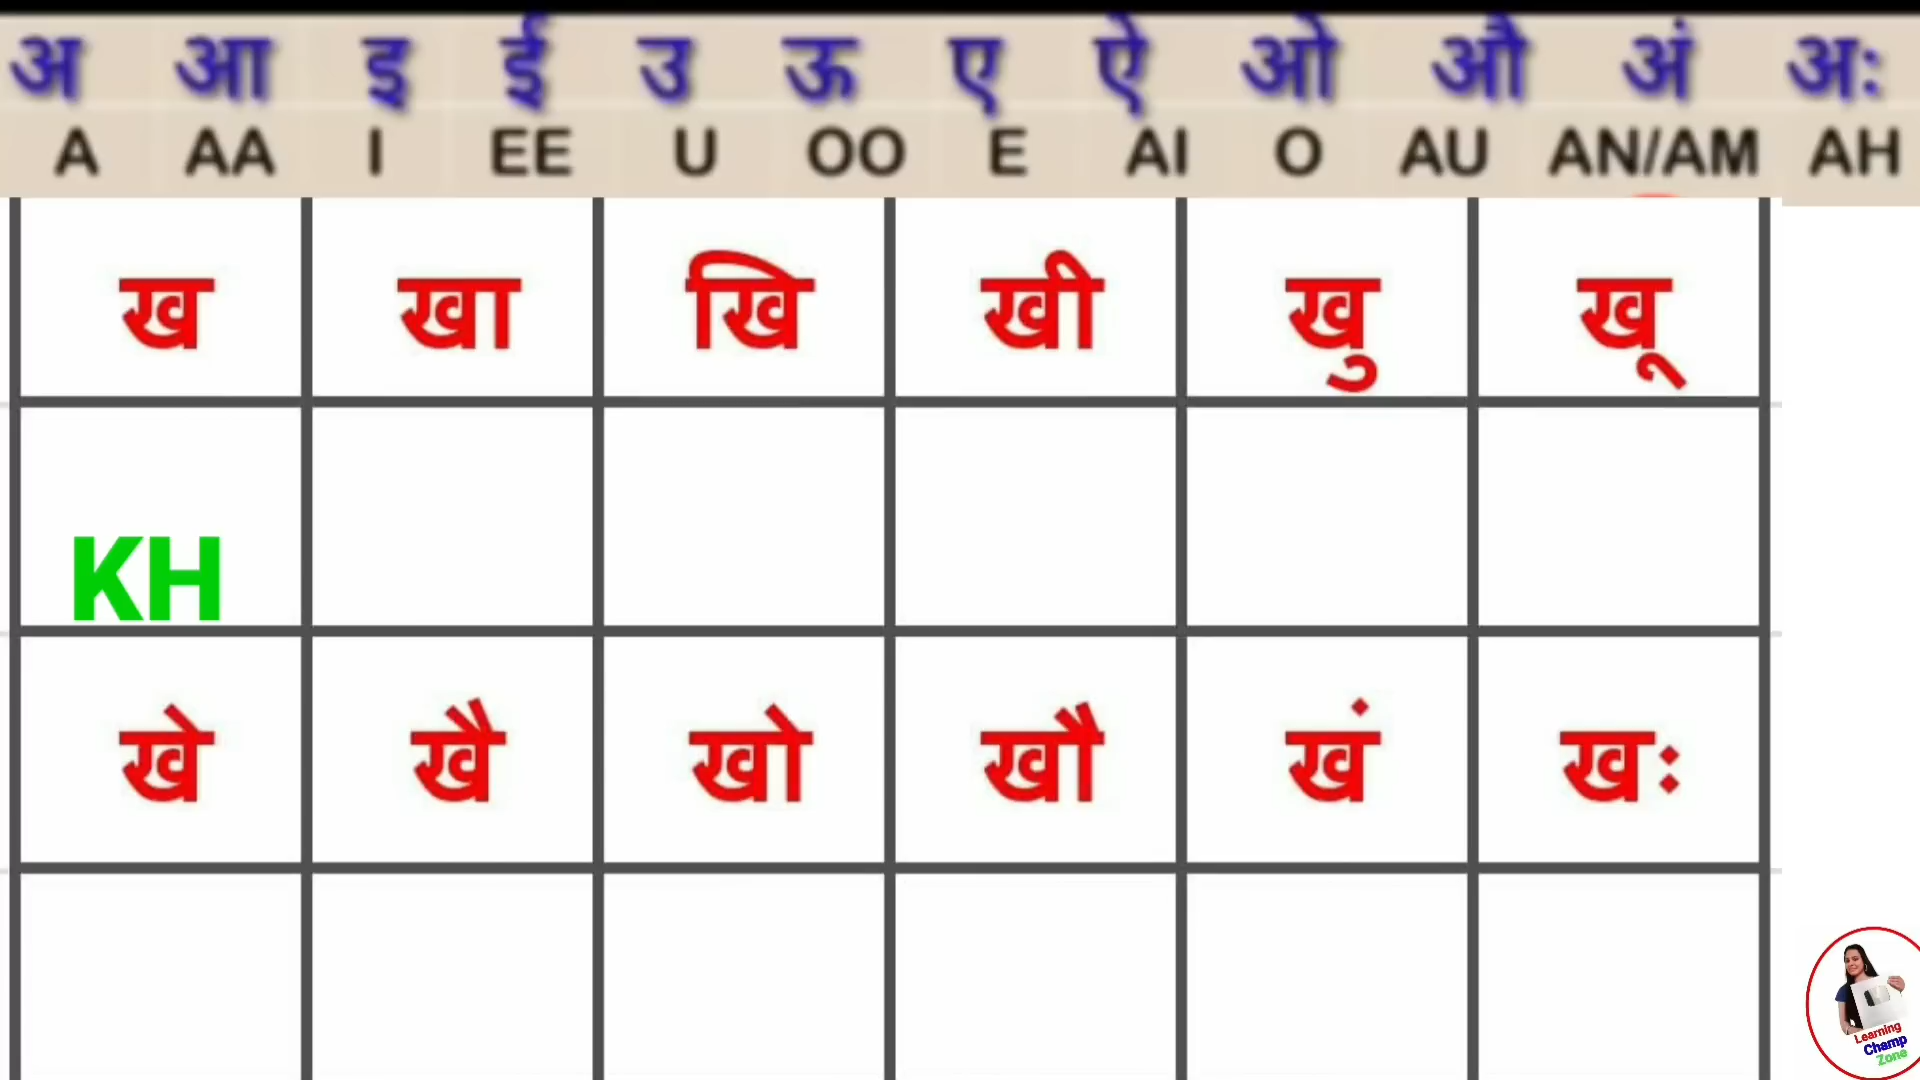 अ आ इ ई उ ऊ ए ऐ ओ औ अं अः
A AA I EE U OO E AI O AU AN/AM AH
ख खा खि खी खु खू
KH
खे खै खो खौ खं खः
Learning
Champ
Zone